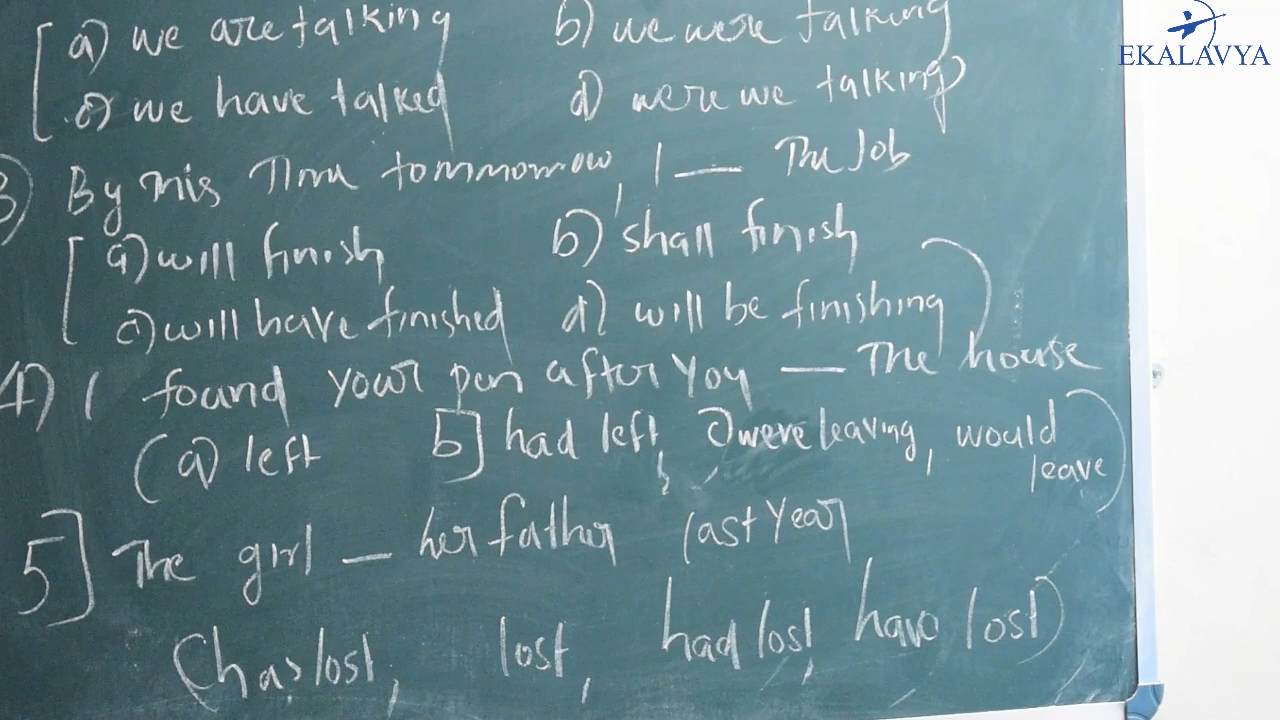 EKALAVYA
[a) we are talking b) we were talking
c) we have talked d) were we talking)
3) By this Time tommorrow, I — The Job
[a) will finish b) shall finish
c) will have finished d) will be finishing)
4) I found your pen after you — The house
(a) left b] had left, c) were leaving, would
leave)
5] The girl — her father last Year
(has lost, lost, had lost, have lost)